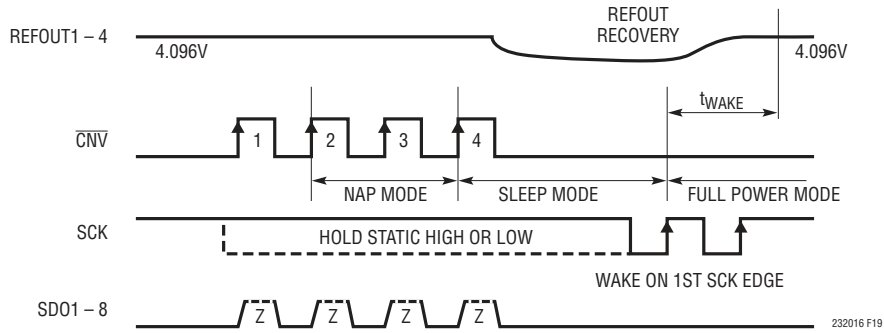 REFOUT
RECOVERY
REFOUT1 – 4
4.096V
4.096V
tWAKE
CNV
1
2
3
4
NAP MODE
SLEEP MODE
FULL POWER MODE
SCK
HOLD STATIC HIGH OR LOW
WAKE ON 1ST SCK EDGE
SDO1 – 8
Z
Z
Z
Z
232016 F19